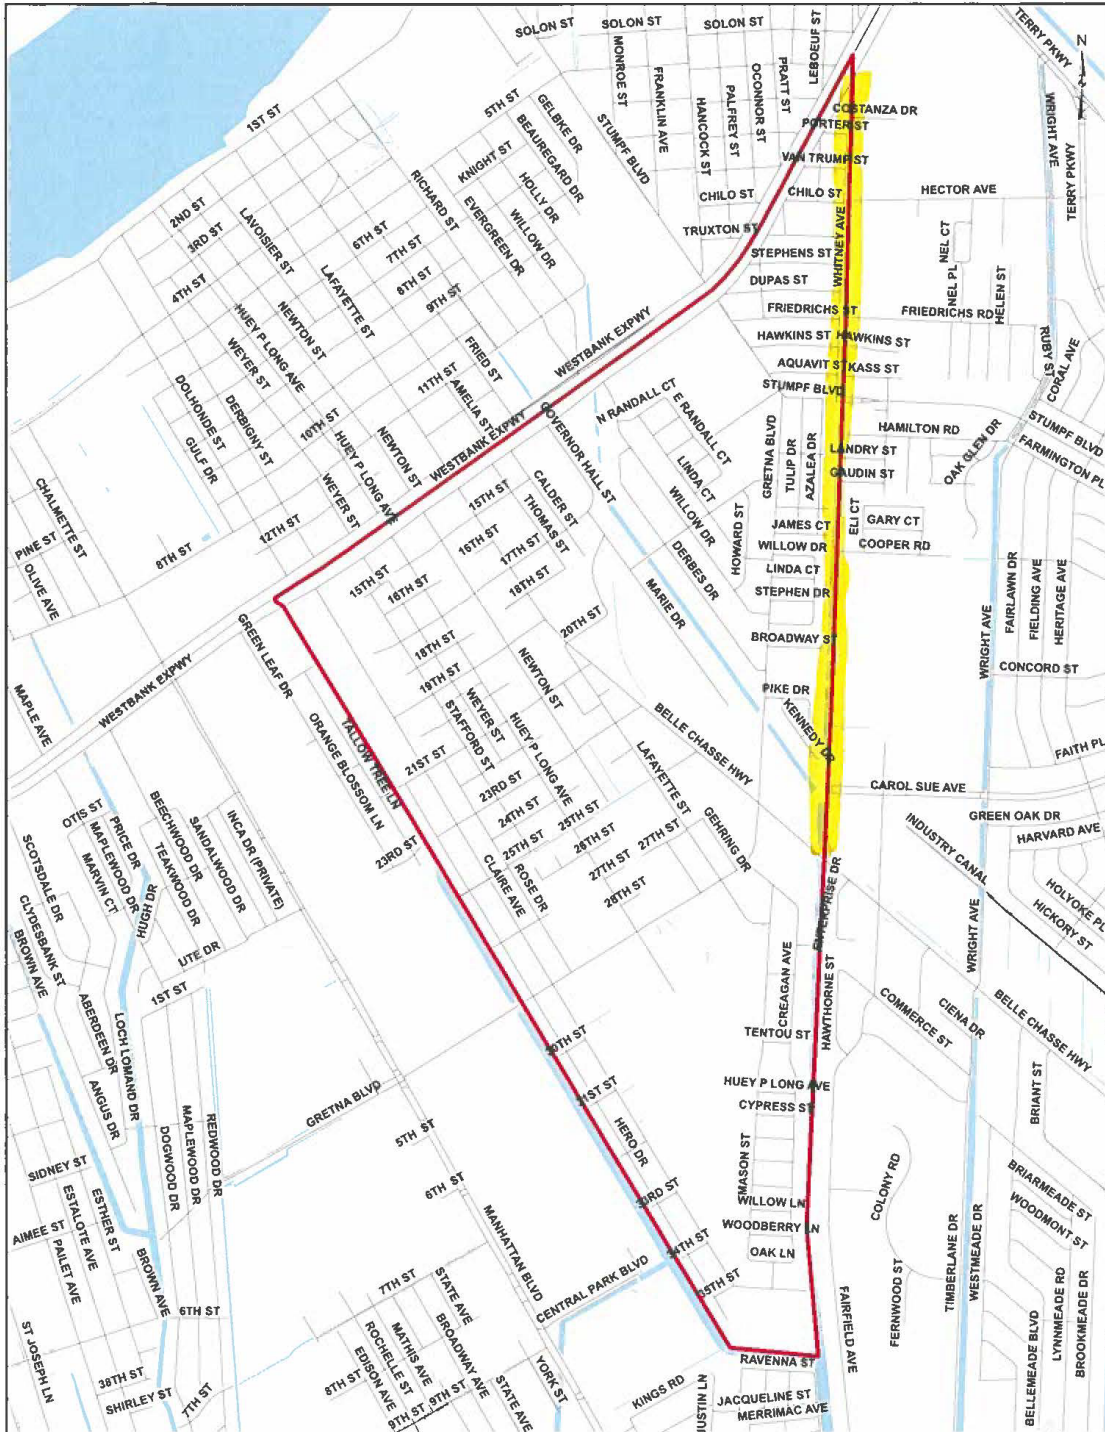 SOLON ST
SOLON ST
LEBOEUF ST
TERRY PKWY
N
MONROE ST
FRANKLIN AVE
HANCOCK ST
PALFREY ST
OCONNOR ST
PRATT ST
5TH ST
GELBKE DR
BEAUREGARD DR
STUMPF BLVD
1ST ST
KNIGHT ST
HOLLY DR
WILLOW DR
EVERGREEN DR
RICHARD ST
COSTANZA DR
PORTER ST
VAN TRUMP ST
WRIGHT AVE
TERRY PKWY
CHILO ST
CHILO ST
HECTOR AVE
TRUXTON ST
WHITNEY AVE
STEPHENS ST
DUPAS ST
NEL CT
NEL PL
HELEN ST
2ND ST
3RD ST
4TH ST
LAVOISIER ST
LAFAYETTE ST
6TH ST
7TH ST
8TH ST
9TH ST
FRIEDRICHS ST
FRIEDRICHS RD
HAWKINS ST
HAWKINS ST
AQUAVIT ST
KASS ST
STUMPF BLVD
RUBY ST
CORAL AVE
HUEY P LONG AVE
NEWTON ST
WEYER ST
FRIED ST
11TH ST
AMELIA ST
WESTBANK EXPWY
N RANDALL CT
E RANDALL CT
HAMILTON RD
STUMPF BLVD
FARMINGTON PL
OAK GLEN DR
DOLHONDE ST
DERBIGNY ST
GULF DR
10TH ST
HUEY P LONG AVE
NEWTON ST
WEYER ST
WESTBANK EXPWY
GOVERNOR HALL ST
GRETNA BLVD
TULIP DR
AZALEA DR
LANDRY ST
GAUDIN ST
LINDA CT
WILLOW DR
HOWARD ST
DERBES DR
JAMES CT
WILLOW DR
LINDA CT
STEPHEN DR
ELI CT
GARY CT
COOPER RD
CHALMETTE ST
PINE ST
OLIVE AVE
8TH ST
12TH ST
15TH ST
CALDER ST
THOMAS ST
16TH ST
17TH ST
18TH ST
15TH ST
16TH ST
20TH ST
MARIE DR
BROADWAY ST
FAIRLAWN DR
FIELDING AVE
HERITAGE AVE
WRIGHT AVE
CONCORD ST
GREEN LEAF DR
18TH ST
19TH ST
NEWTON ST
WESTBANK EXPWY
MAPLE AVE
PIKE DR
KENNEDY DR
BELLE CHASSE HWY
FAITH PL
ORANGE BLOSSOM LN
TALLOW TREE LN
21ST ST
WEYER ST
STAFFORD ST
HUEY P LONG AVE
23RD ST
24TH ST
25TH ST
25TH ST
26TH ST
27TH ST
27TH ST
28TH ST
LAFAYETTE ST
GEHRING DR
CAROL SUE AVE
GREEN OAK DR
HARVARD AVE
INDUSTRY CANAL
23RD ST
CLAIRE AVE
ROSE DR
OTIS ST
PRICE DR
MAPLEWOOD DR
MARVIN CT
BEECHWOOD DR
TEAKWOOD DR
SANDALWOOD DR
INCA DR (PRIVATE)
SCOTSDALE DR
CLYDESBANK ST
BROWN AVE
HUGH DR
UTE DR
1ST ST
ENTERPRISE DR
HOLYOKE PL
HICKORY ST
WRIGHT AVE
CREAGAN AVE
HAWTHORNE ST
COMMERCE ST
CIENA DR
BELLE CHASSE HWY
ABERDEEN DR
LOCH LOMAND DR
ANGUS DR
TENTOU ST
30TH ST
31ST ST
HUEY P LONG AVE
CYPRESS ST
BRIANT ST
GRETNA BLVD
5TH ST
6TH ST
HERO DR
SIDNEY ST
ESTALOTE AVE
ESTHER ST
AIMEE ST
PAILET AVE
DOGWOOD DR
MAPLEWOOD DR
REDWOOD DR
MASON ST
WILLOW LN
WOODBERRY LN
OAK LN
COLONY RD
BRIARMEADE ST
WOODMONT ST
33RD ST
34TH ST
35TH ST
MANHATTAN BLVD
CENTRAL PARK BLVD
BROWN AVE
6TH ST
7TH ST
STATE AVE
BROADWAY AVE
MATHIS AVE
ROCHELLE ST
EDISON AVE
8TH ST
9TH ST
9TH ST
STATE AVE
YORK ST
FAIRFIELD AVE
FERNWOOD ST
TIMBERLANE DR
WESTMEADE DR
LYNNMEADE RD
BROOKMEADE DR
BELLEMEADE BLVD
ST JOSEPH LN
38TH ST
SHIRLEY ST
7TH ST
RAVENNA ST
KINGS RD
JUSTIN LN
JACQUELINE ST
MERRIMAC AVE